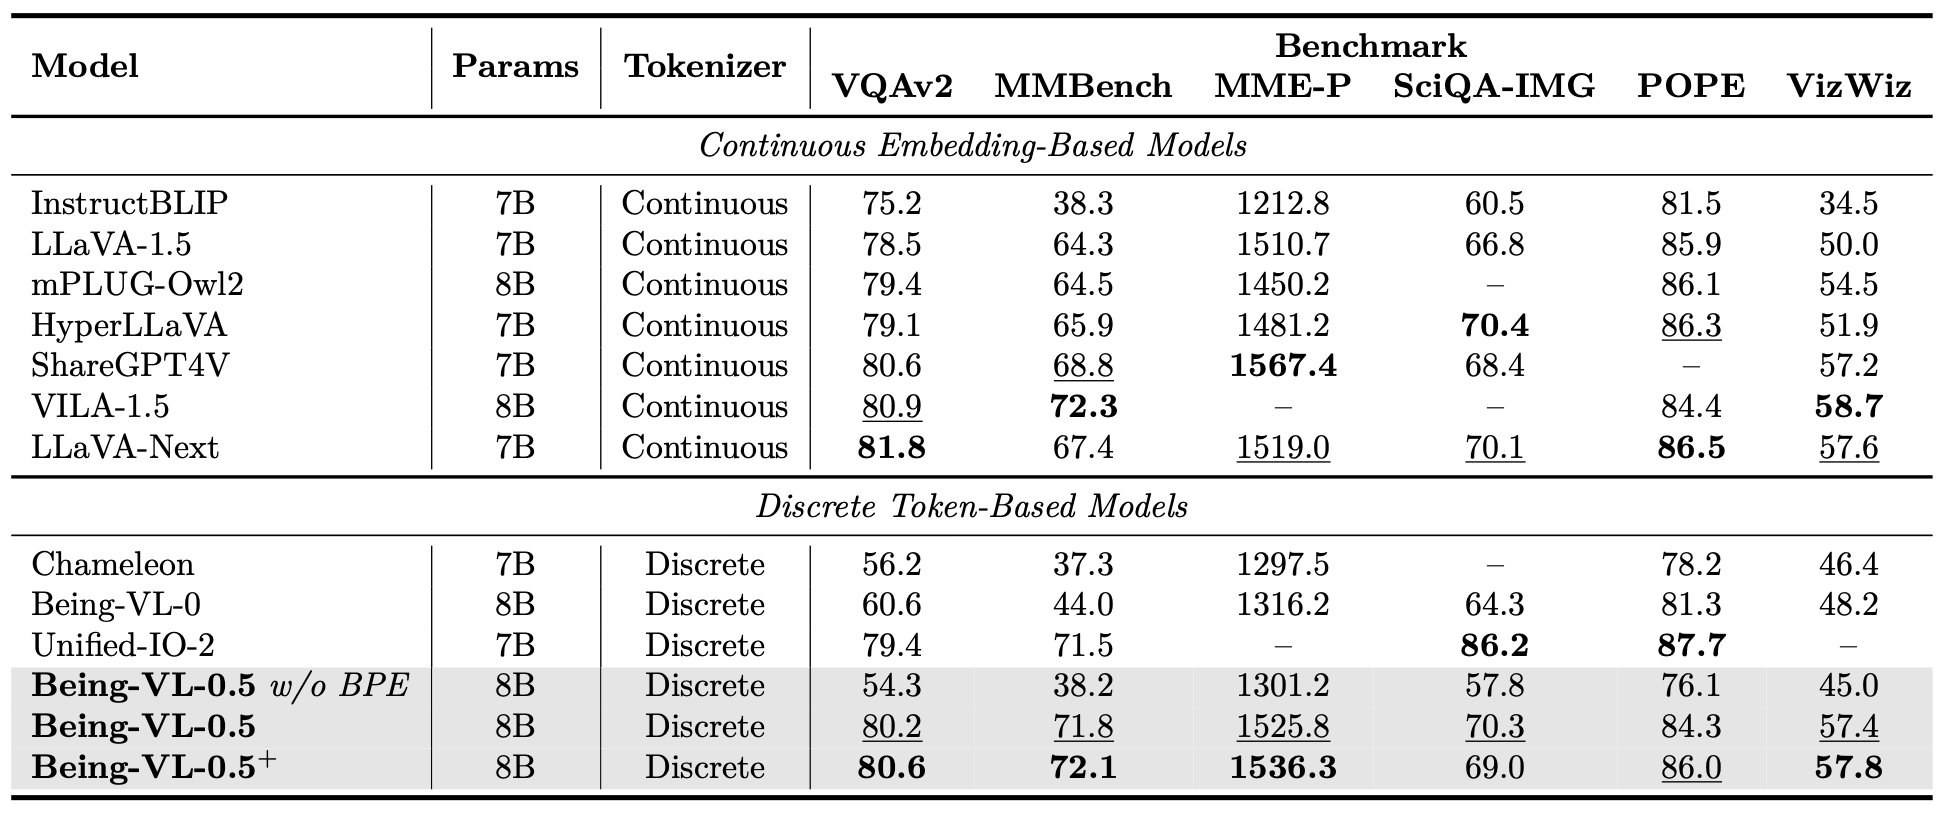 Benchmark
Model Params Tokenizer VQAv2 MMBench MME-P SciQA-IMG POPE VizWiz
Continuous Embedding-Based Models
InstructBLIP 7B Continuous 75.2 38.3 1212.8 60.5 81.5 34.5
LLaVA-1.5 7B Continuous 78.5 64.3 1510.7 66.8 85.9 50.0
mPLUG-Owl2 8B Continuous 79.4 64.5 1450.2 – 86.1 54.5
HyperLLaVA 7B Continuous 79.1 65.9 1481.2 70.4 86.3 51.9
ShareGPT4V 7B Continuous 80.6 68.8 1567.4 68.4 – 57.2
VILA-1.5 8B Continuous 80.9 72.3 – – 84.4 58.7
LLaVA-Next 7B Continuous 81.8 67.4 1519.0 70.1 86.5 57.6
Discrete Token-Based Models
Chameleon 7B Discrete 56.2 37.3 1297.5 – 78.2 46.4
Being-VL-0 8B Discrete 60.6 44.0 1316.2 64.3 81.3 48.2
Unified-IO-2 7B Discrete 79.4 71.5 – 86.2 87.7 –
Being-VL-0.5 w/o BPE 8B Discrete 54.3 38.2 1301.2 57.8 76.1 45.0
Being-VL-0.5 8B Discrete 80.2 71.8 1525.8 70.3 84.3 57.4
Being-VL-0.5+ 8B Discrete 80.6 72.1 1536.3 69.0 86.0 57.8